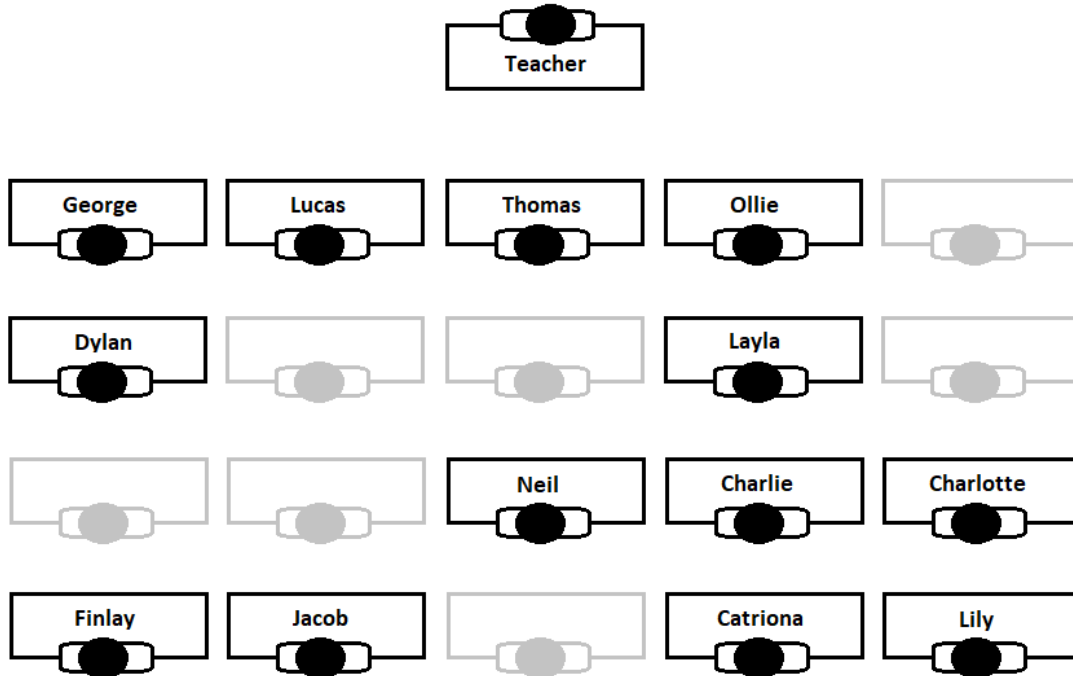 Teacher
George Lucas Thomas Ollie
Dylan Layla
Neil Charlie Charlotte
Finlay Jacob Catriona Lily